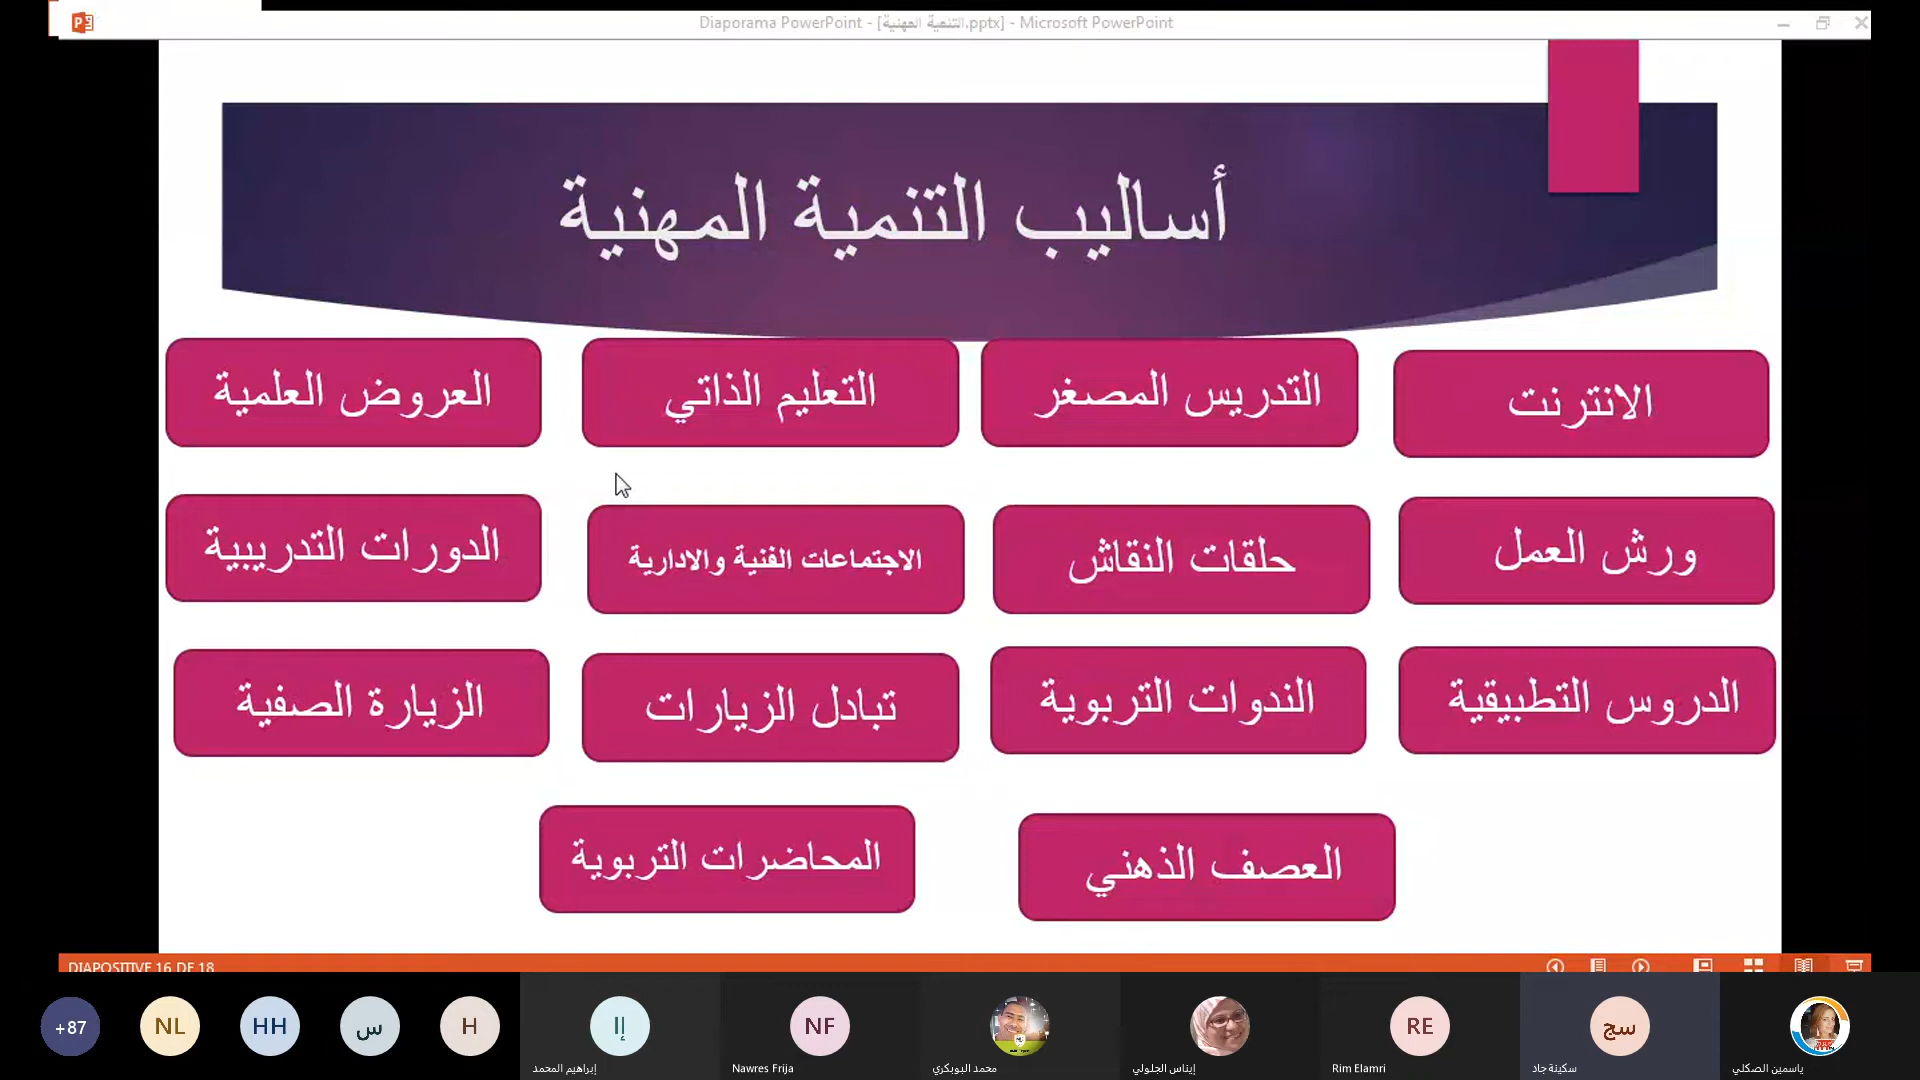 Diaporama PowerPoint - [التنمية المهنية.pptx] - Microsoft PowerPoint
أساليب التنمية المهنية
الانترنت
التدريس المصغر
التعليم الذاتي
العروض العلمية
ورش العمل
حلقات النقاش
الاجتماعات الفنية والادارية
الدورات التدريبية
الدروس التطبيقية
الندوات التربوية
تبادل الزيارات
الزيارة الصفية
العصف الذهني
المحاضرات التربوية
DIAPOSITIVE 16 DE 18
+87
NL
HH
س
H
إا
NF
RE
سج
إبراهيم المحمد
Nawres Frija
محمد البوبكري
إيناس الجلولي
Rim Elamri
سكينة جاد
ياسمين الصكلي